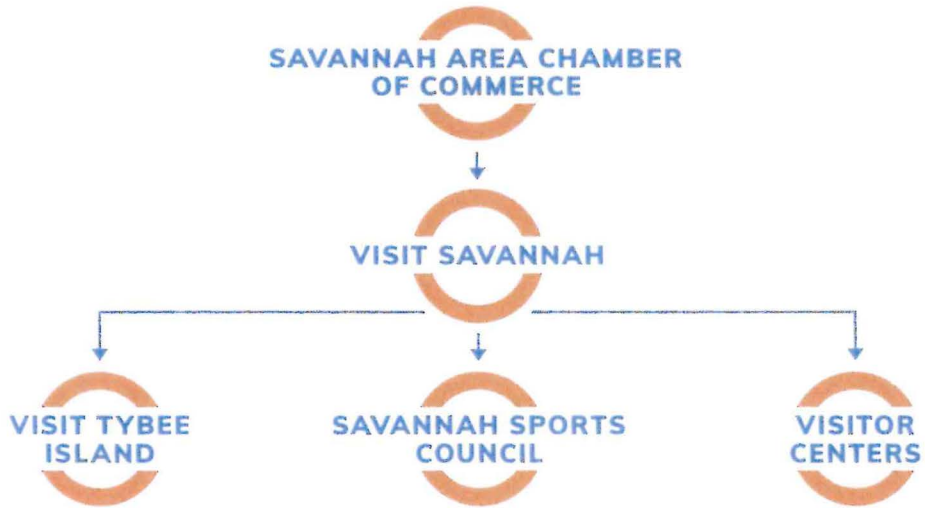 SAVANNAH AREA CHAMBER
OF COMMERCE
VISIT SAVANNAH
VISIT TYBEE
ISLAND
SAVANNAH SPORTS
COUNCIL
VISITOR
CENTERS